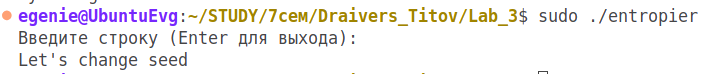 egenie@UbuntuEvg:~/STUDY/7сем/Draivers_Titov/Lab_3$ sudo ./entropier
Введите строку (Enter для выхода):
Let's change seed